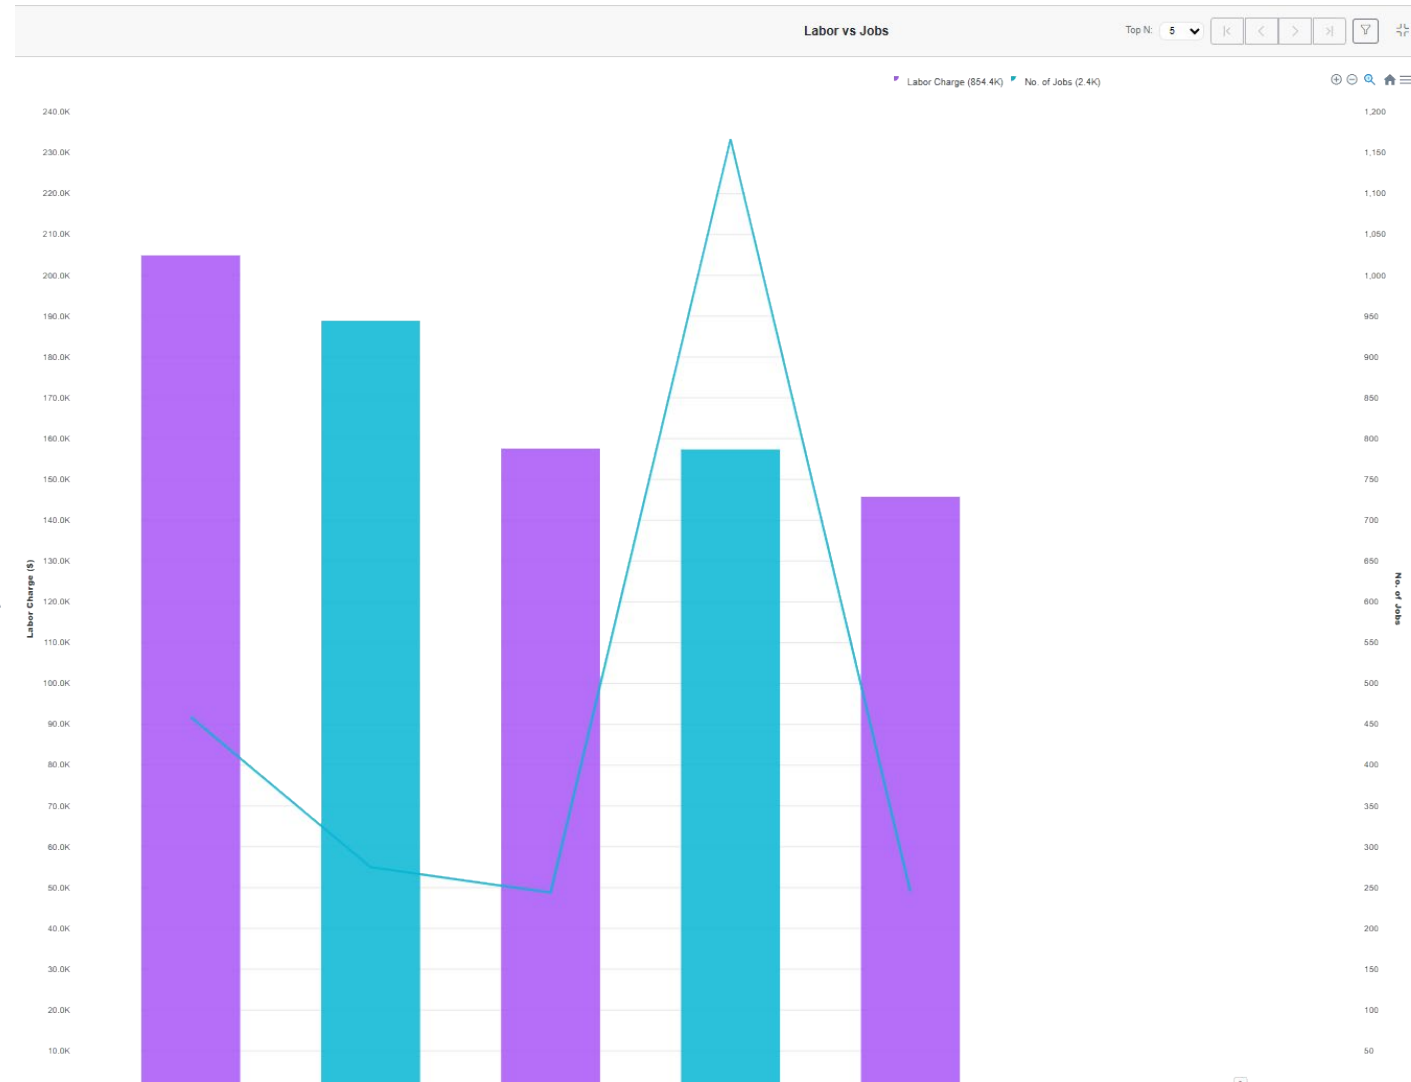 Labor vs Jobs
Top N: 5
Labor Charge (854.4K) No. of Jobs (2.4K)
240.0K
230.0K
220.0K
210.0K
200.0K
190.0K
180.0K
170.0K
160.0K
150.0K
140.0K
130.0K
120.0K
110.0K
100.0K
90.0K
80.0K
70.0K
60.0K
50.0K
40.0K
30.0K
20.0K
10.0K
Labor Charge ($)
1,200
1,150
1,100
1,050
1,000
950
900
850
800
750
700
650
600
550
500
450
400
350
300
250
200
150
100
50
No. of Jobs